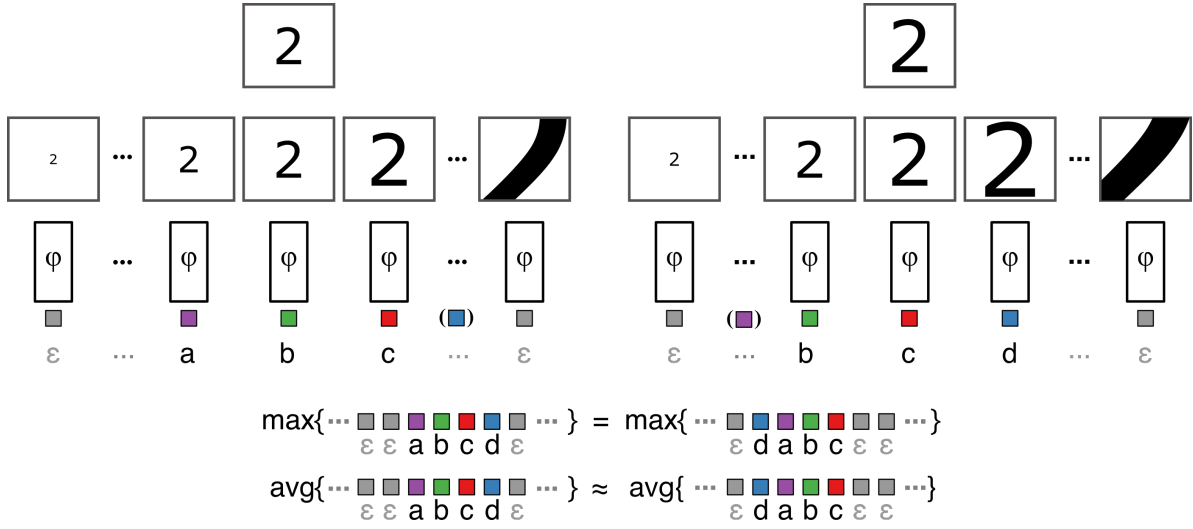 2 2
2 ... 2 2 2 ... 2 ... 2 2 2 ...
φ ... φ φ φ ... φ φ ... φ φ φ ... φ
( ) ( )
ε ... a b c ... ε ε ... b c d ... ε
max{ ... ... } = max{ ... ... }
ε ε a b c d ε ε d a b c ε ε
avg{ ... ... } ≈ avg{ ... ... }
ε ε a b c d ε ε d a b c ε ε